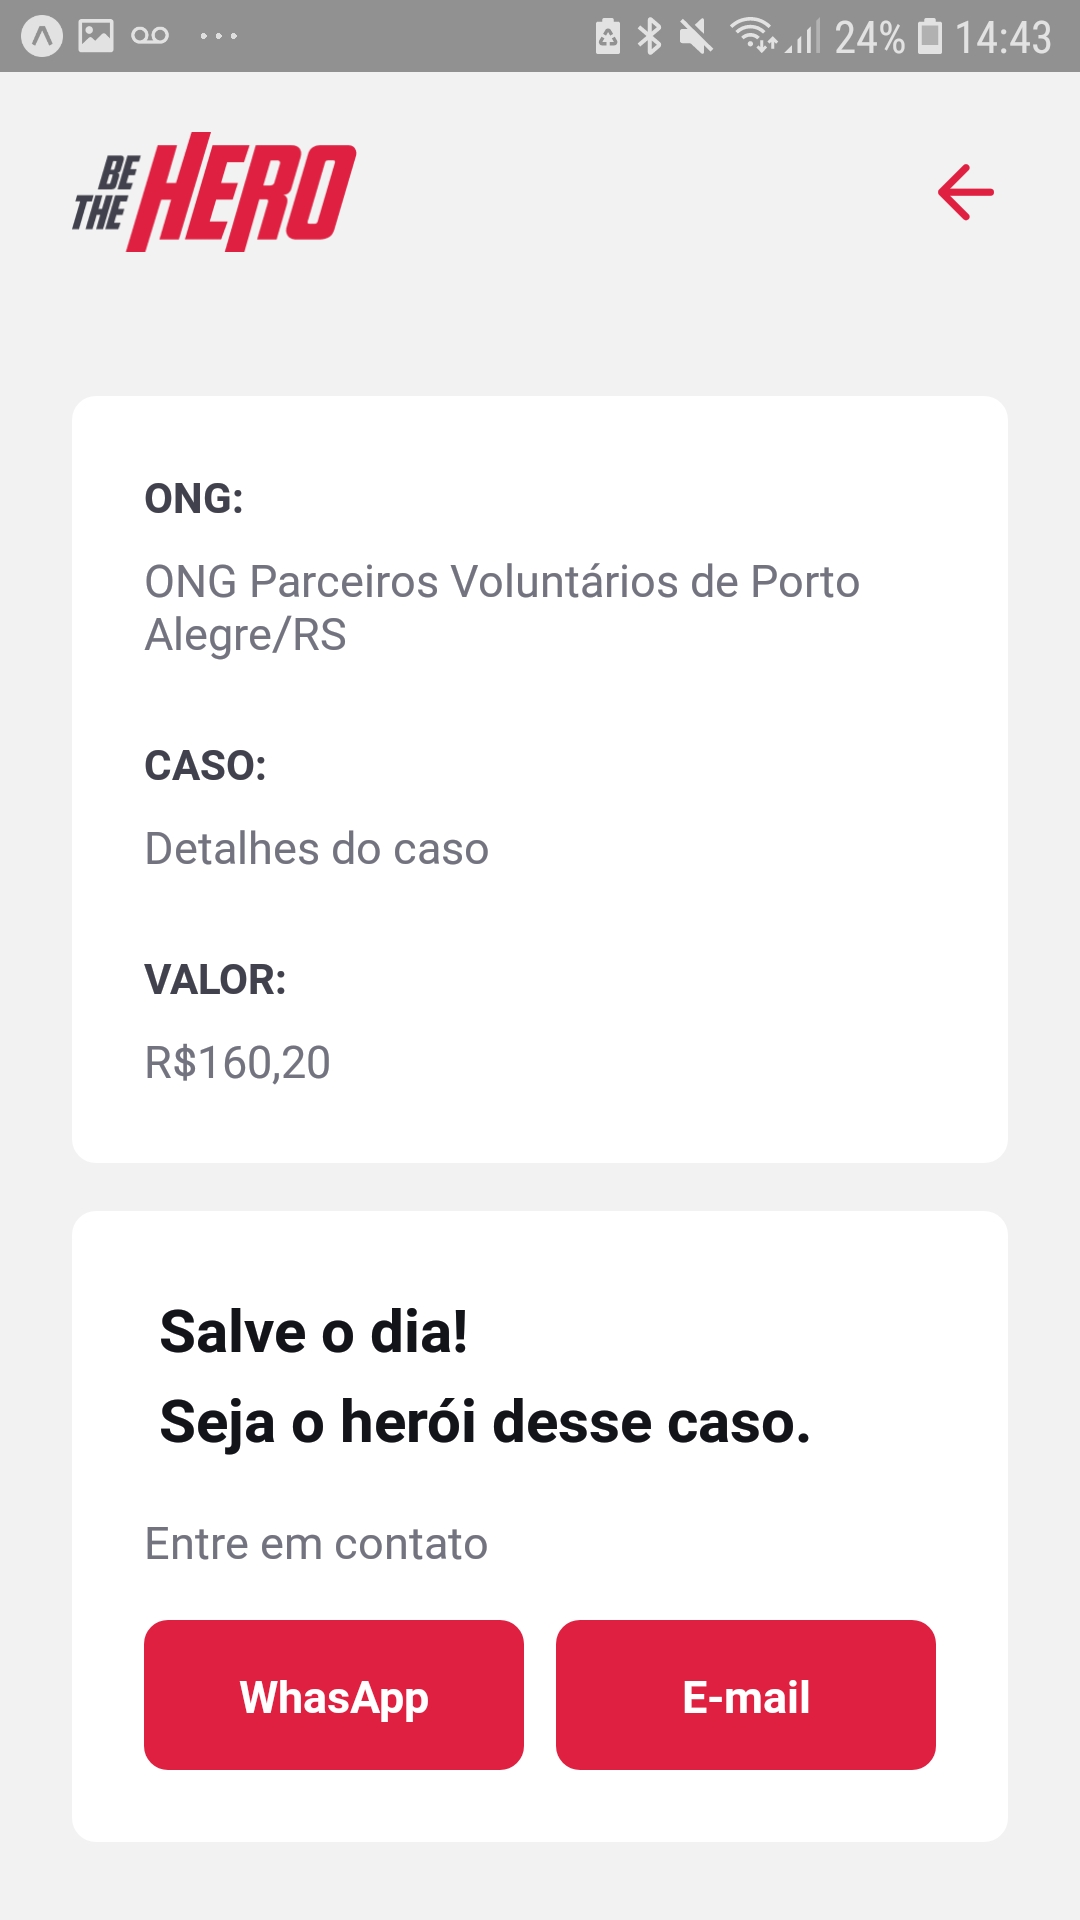 24% 14:43
BE
THE HERO
ONG:
ONG Parceiros Voluntários de Porto
Alegre/RS
CASO:
Detalhes do caso
VALOR:
R$160,20
Salve o dia!
Seja o herói desse caso.
Entre em contato
WhasApp E-mail